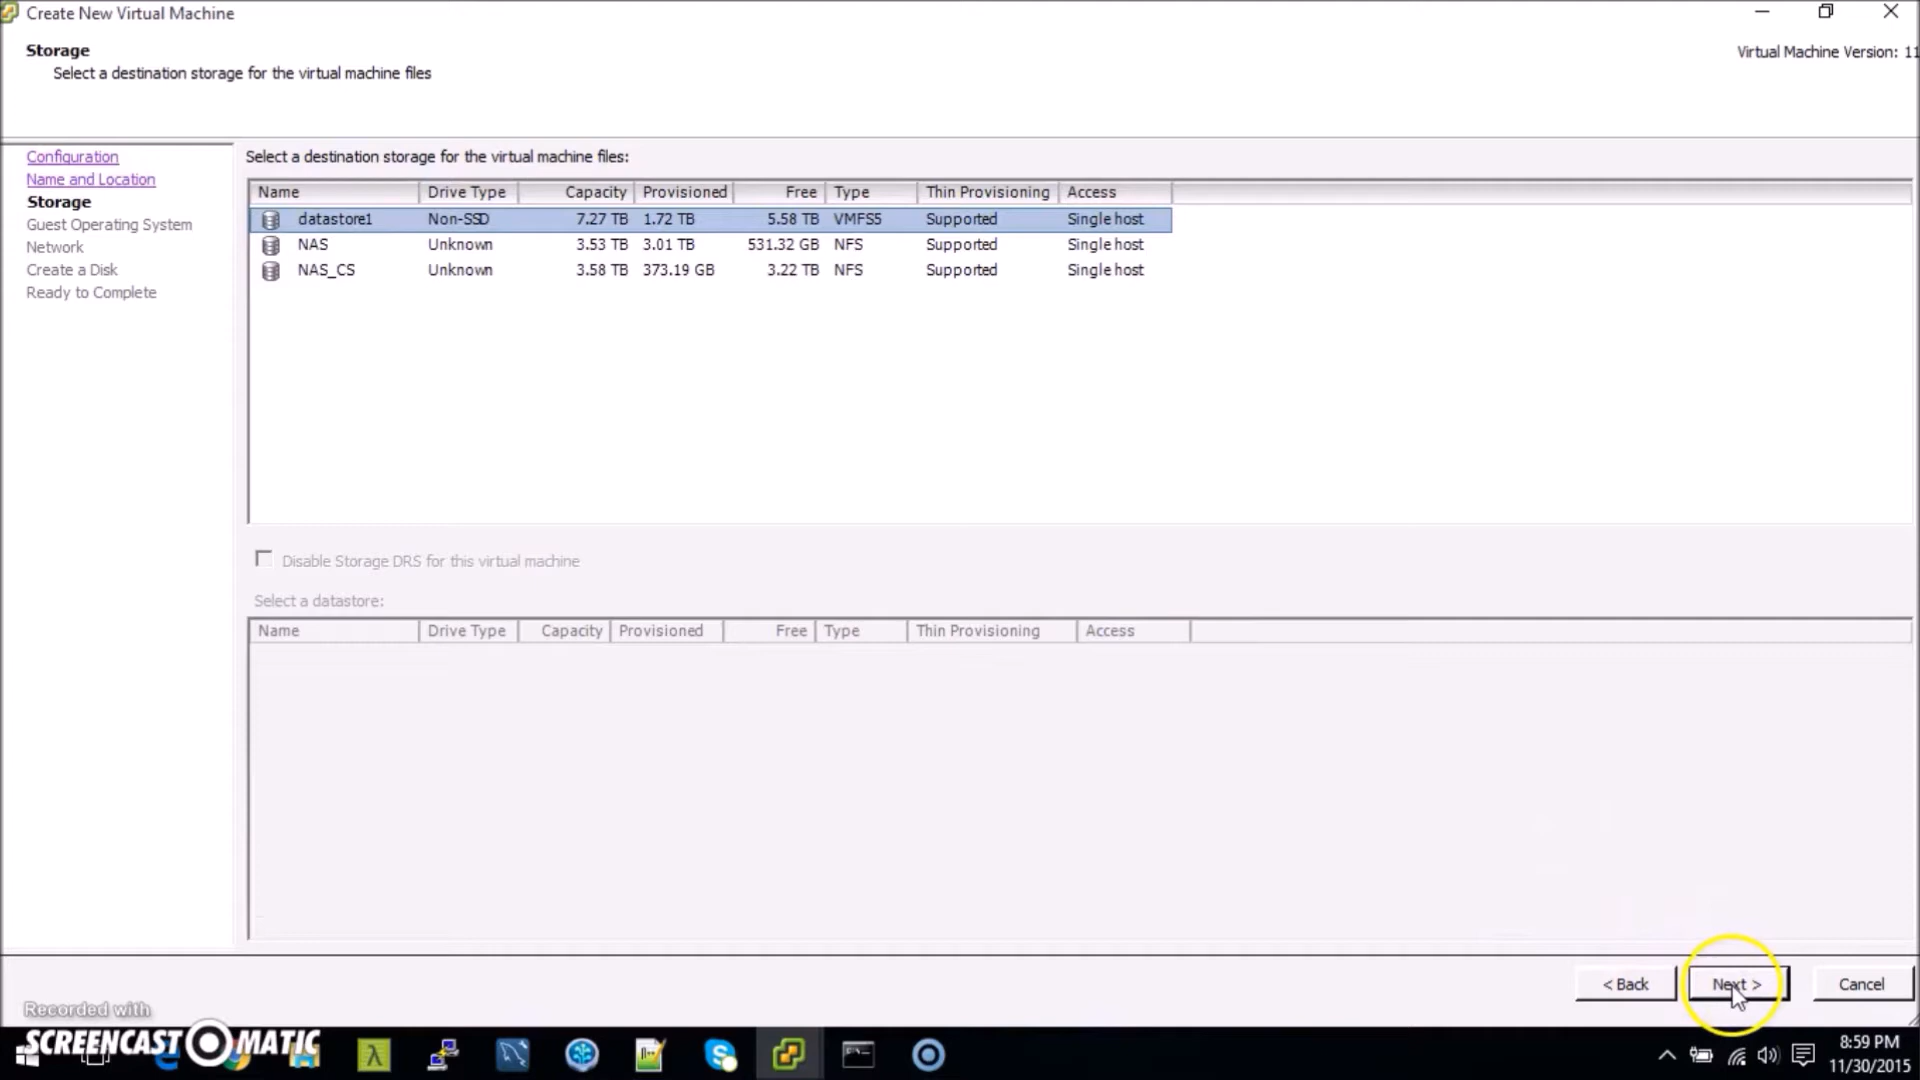 Create New Virtual Machine
Storage
Select a destination storage for the virtual machine files
Virtual Machine Version: 11
Configuration
Name and Location
Storage
Guest Operating System
Network
Create a Disk
Ready to Complete
Select a destination storage for the virtual machine files:
Name Drive Type Capacity Provisioned Free Type Thin Provisioning Access
datastore1 Non-SSD 7.27 TB 1.72 TB 5.58 TB VMFS5 Supported Single host
NAS Unknown 3.53 TB 3.01 TB 531.32 GB NFS Supported Single host
NAS_CS Unknown 3.58 TB 373.19 GB 3.22 TB NFS Supported Single host
Disable Storage DRS for this virtual machine
Select a datastore:
Name Drive Type Capacity Provisioned Free Type Thin Provisioning Access
< Back Next > Cancel
Recorded with
SCREENCAST O MATIC
8:59 PM
11/30/2015